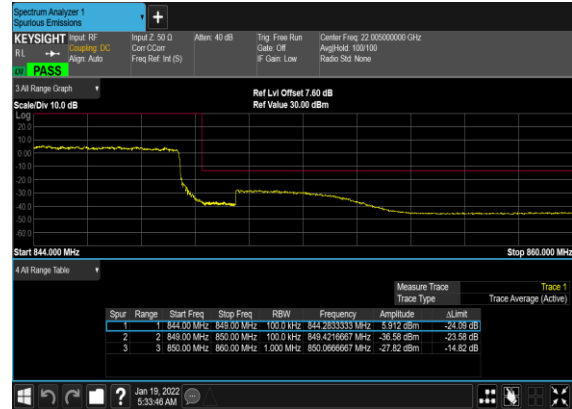 Spectrum Analyzer 1
Spurious Emissions
KEYSIGHT Input: RF Input Z: 50 Ω Atten: 40 dB Trig: Free Run Center Freq: 22.005000000 GHz
RL Coupling: DC Corr CCorr Gate: Off Avg|Hold: 100/100
Align: Auto Freq Ref: Int (S) IF Gain: Low Radio Std: None
PASS
3 All Range Graph
Ref Lvl Offset 7.60 dB
Scale/Div 10.0 dB Ref Value 30.00 dBm
Log
20.0
10.0
0.00
-10.0
-20.0
-30.0
-40.0
-50.0
-60.0
Start 844.000 MHz Stop 860.000 MHz
4 All Range Table
Measure Trace Trace 1
Trace Type Trace Average (Active)
Spur Range Start Freq Stop Freq RBW Frequency Amplitude ΔLimit
1 1 844.00 MHz 849.00 MHz 100.0 kHz 844.2833333 MHz 5.912 dBm -24.09 dB
2 2 849.00 MHz 850.00 MHz 100.0 kHz 849.4216667 MHz -36.58 dBm -23.58 dB
3 3 850.00 MHz 860.00 MHz 1.000 MHz 850.0666667 MHz -27.82 dBm -14.82 dB
? Jan 19, 2022
5:33:46 AM